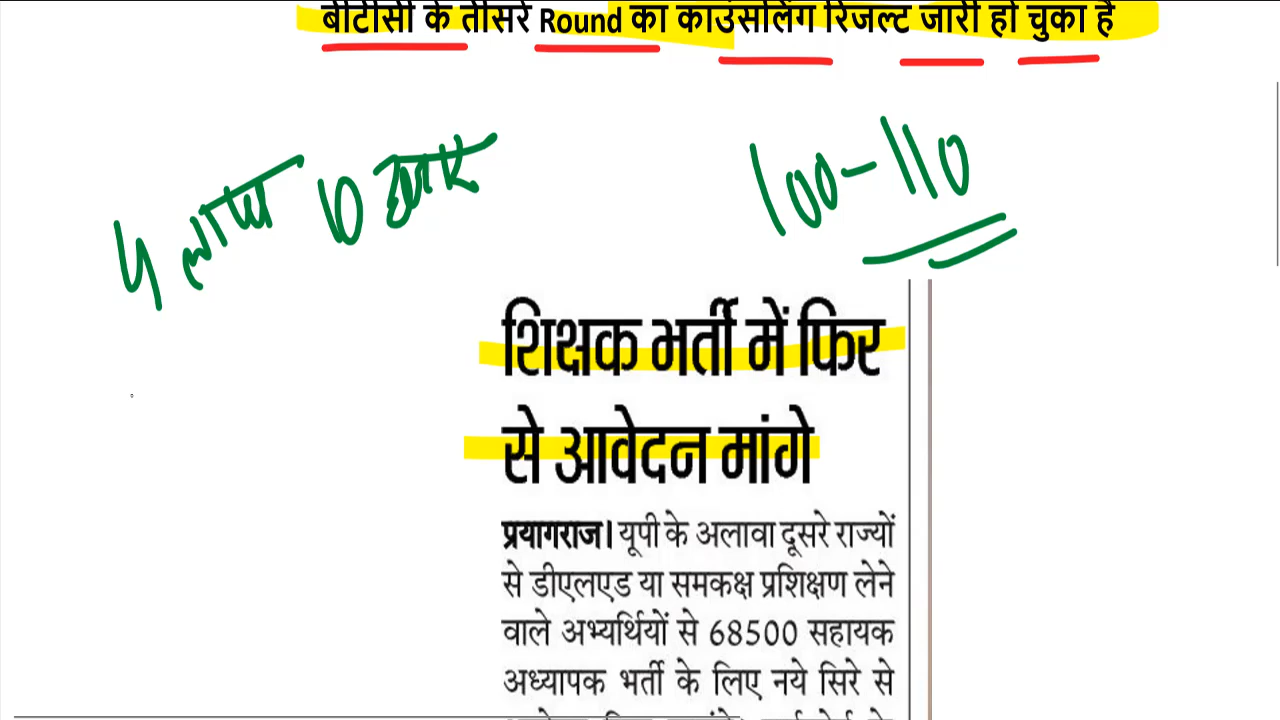 बीटीसी के तीसरे Round का काउंसलिंग रिजल्ट जारी हो चुका है
4 लाख 10 हजार
100-110
शिक्षक भर्ती में फिर
से आवेदन मांगे
प्रयागराज। यूपी के अलावा दूसरे राज्यों
से डीएलएड या समकक्ष प्रशिक्षण लेने
वाले अभ्यर्थियों से 68500 सहायक
अध्यापक भर्ती के लिए नये सिरे से